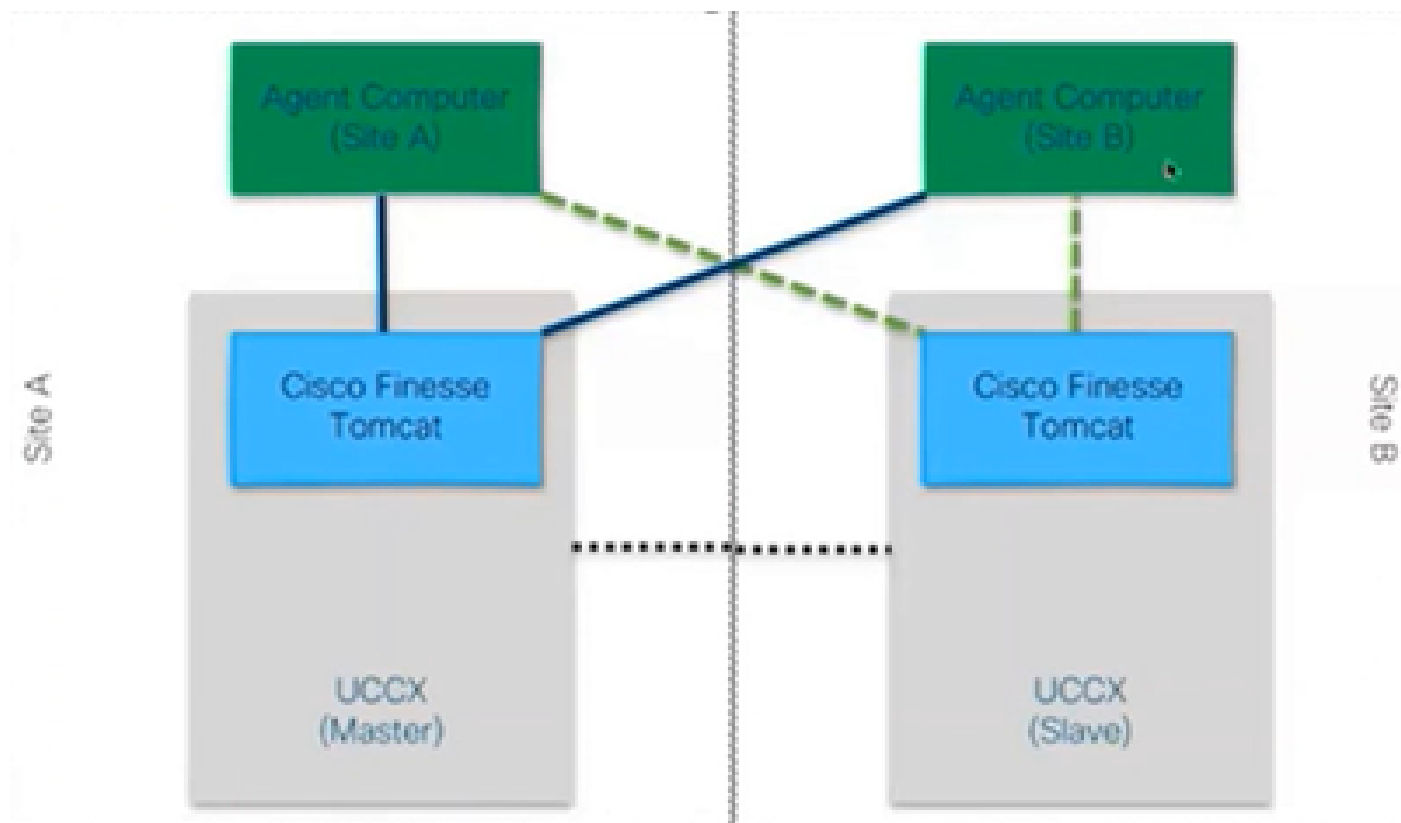 Agent Computer
(Site A)
Agent Computer
(Site B)
Site A
Cisco Finesse
Tomcat
Cisco Finesse
Tomcat
Site B
UCCX
(Master)
UCCX
(Slave)